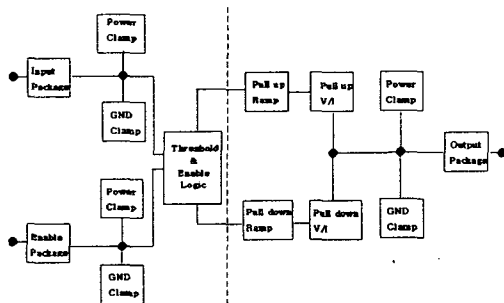 Power
Clamp
Input
Package
GND
Clamp
Pull up
Ramp
Pull up
V/I
Power
Clamp
Threshold
&
Enable
Logic
Output
Package
Power
Clamp
Enable
Package
GND
Clamp
Pull down
Ramp
Pull down
V/I
GND
Clamp